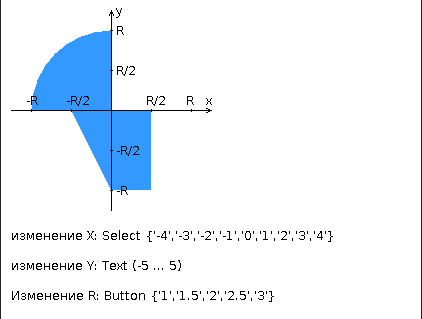 y
R
R/2
-R -R/2 R/2 R x
-R/2
-R
изменение X: Select {'-4','-3','-2','-1','0','1','2','3','4'}
изменение Y: Text (-5 ... 5)
Изменение R: Button {'1','1.5','2','2.5','3'}